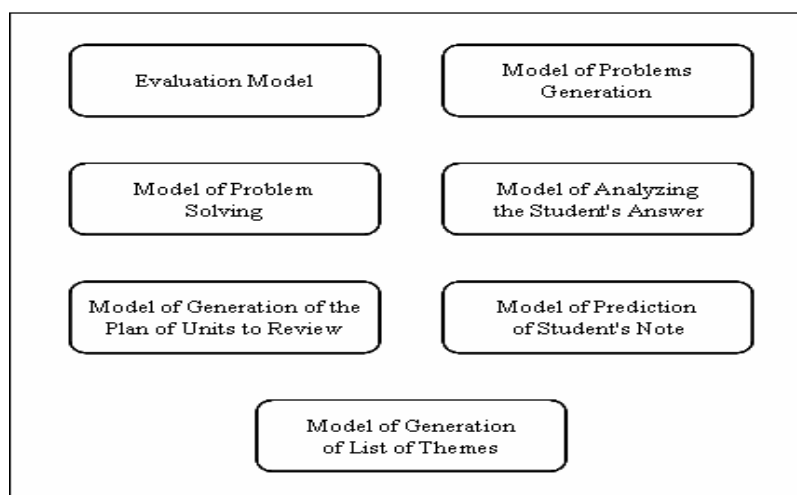 Evaluation Model
Model of Problems
Generation
Model of Problem
Solving
Model of Analyzing
the Student's Answer
Model of Generation of the
Plan of Units to Review
Model of Prediction
of Student's Note
Model of Generation
of List of Themes